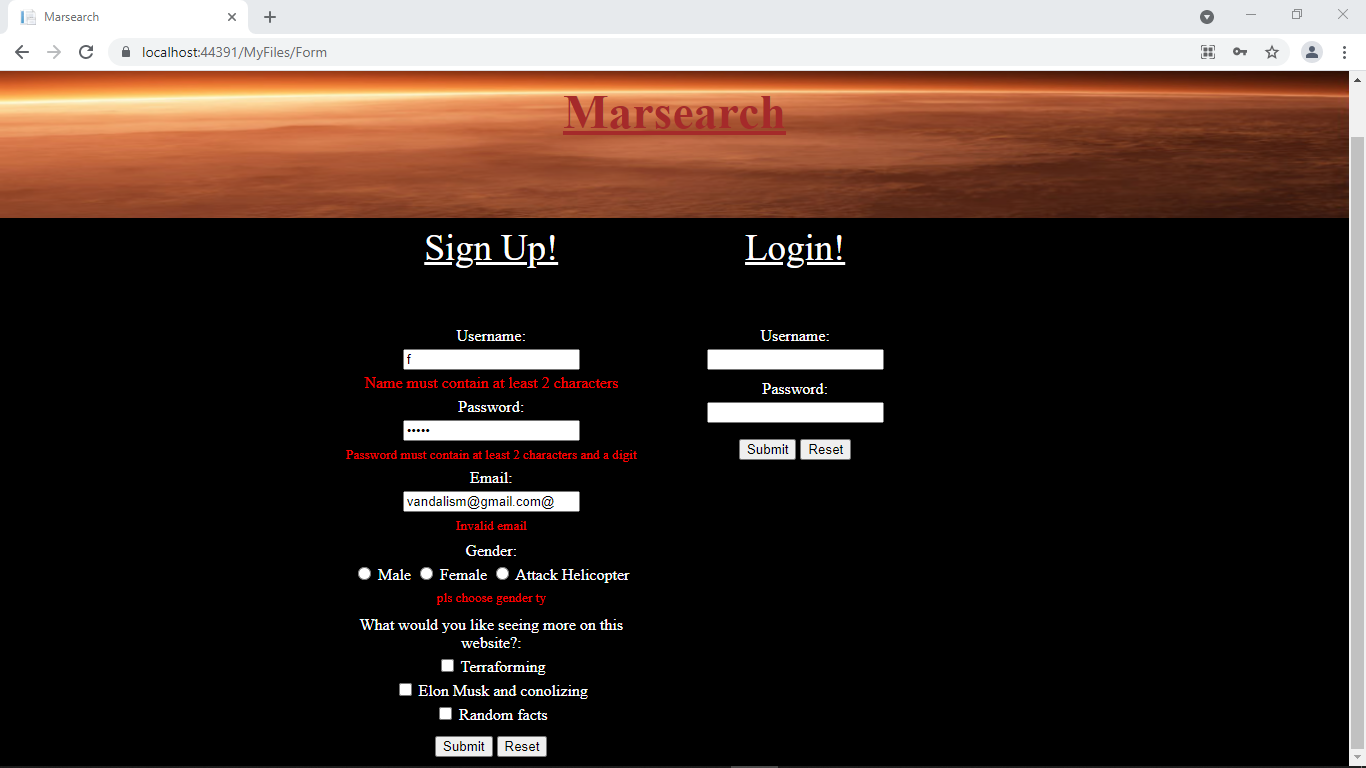 Marsearch
localhost:44391/MyFiles/Form
Marsearch
Sign Up!
Username:
f
Name must contain at least 2 characters
Password:
•••••
Password must contain at least 2 characters and a digit
Email:
vandalism@gmail.com@
Invalid email
Gender:
Male Female Attack Helicopter
pls choose gender ty
What would you like seeing more on this
website?:
Terraforming
Elon Musk and conolizing
Random facts
Submit Reset
Login!
Username:
Password:
Submit Reset